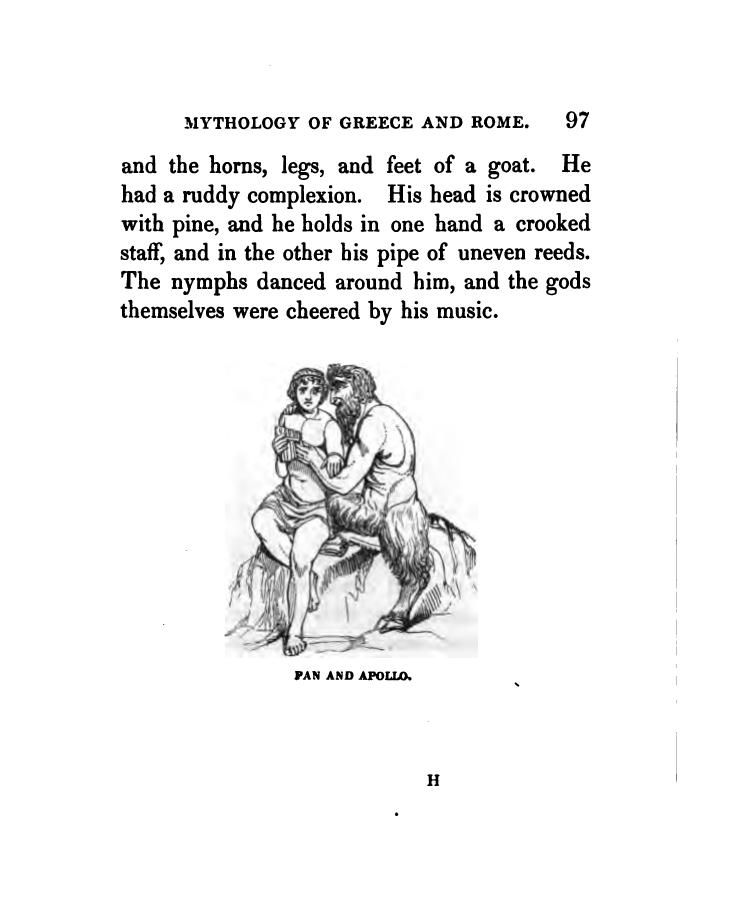 MYTHOLOGY OF GREECE AND ROME. 97
and the horns, legs, and feet of a goat. He
had a ruddy complexion. His head is crowned
with pine, and he holds in one hand a crooked
staff, and in the other his pipe of uneven reeds.
The nymphs danced around him, and the gods
themselves were cheered by his music.
PAN AND APOLLO.
H